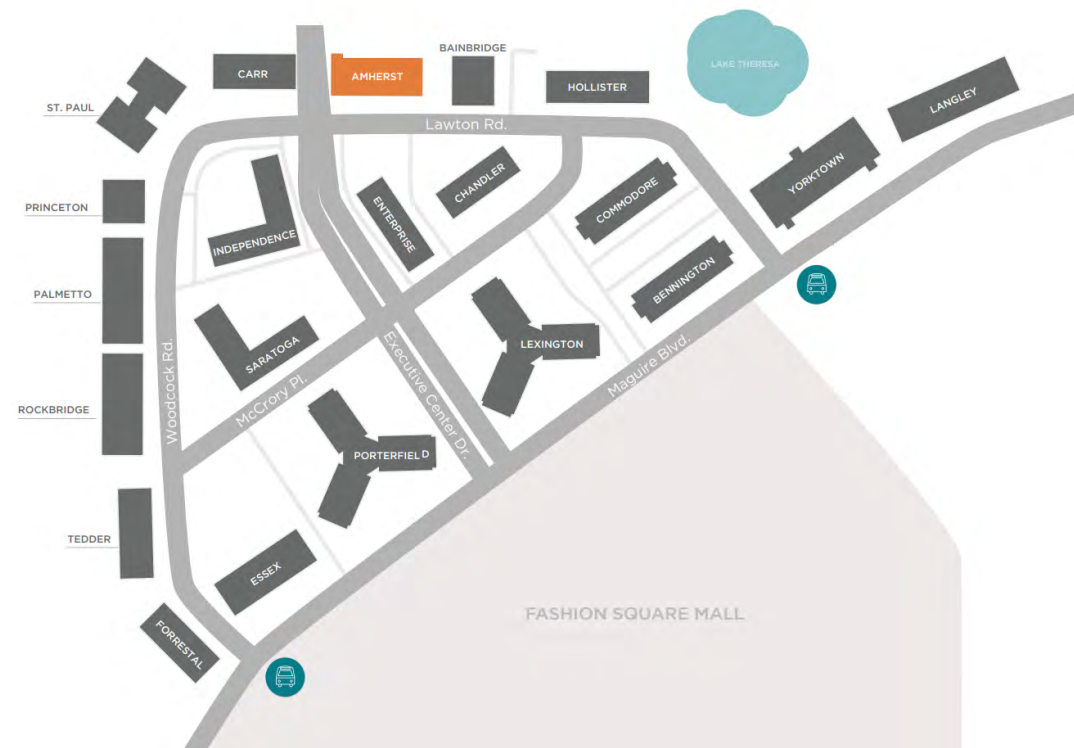 BAINBRIDGE
CARR
AMHERST
LAKE THERESA
HOLLISTER
ST. PAUL
LANGLEY
Lawton Rd.
YORKTOWN
CHANDLER
COMMODORE
PRINCETON
ENTERPRISE
INDEPENDENCE
BENNINGTON
PALMETTO
SARATOGA
LEXINGTON
Maguire Blvd.
Woodcock Rd.
McCrory Pl.
Executive Center Dr.
ROCKBRIDGE
PORTERFIELD
TEDDER
ESSEX
FASHION SQUARE MALL
FORRESTAL